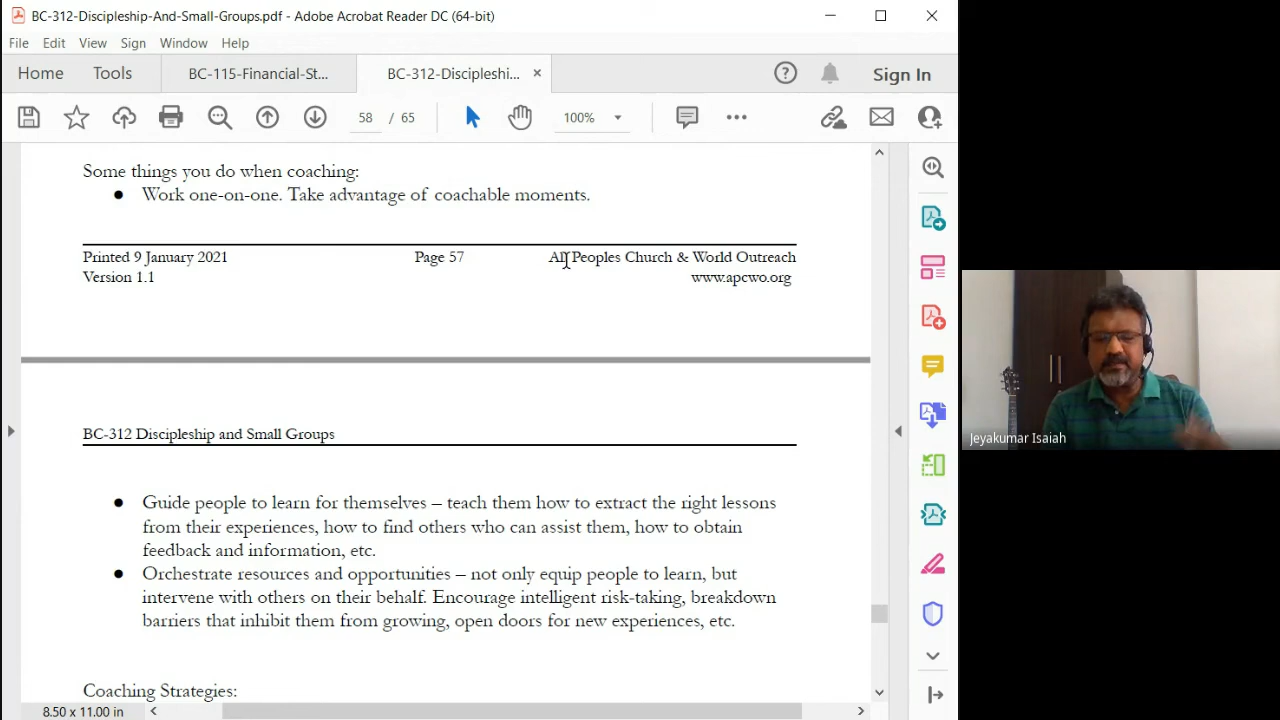 BC-312-Discipleship-And-Small-Groups.pdf - Adobe Acrobat Reader DC (64-bit)
File Edit View Sign Window Help
Home Tools BC-115-Financial-St... BC-312-Discipleshi... Sign In
58 / 65 100%
Some things you do when coaching:
● Work one-on-one. Take advantage of coachable moments.
Printed 9 January 2021 Page 57 All Peoples Church & World Outreach
Version 1.1 www.apcwo.org
BC-312 Discipleship and Small Groups
● Guide people to learn for themselves – teach them how to extract the right lessons
from their experiences, how to find others who can assist them, how to obtain
feedback and information, etc.
● Orchestrate resources and opportunities – not only equip people to learn, but
intervene with others on their behalf. Encourage intelligent risk-taking, breakdown
barriers that inhibit them from growing, open doors for new experiences, etc.
Coaching Strategies:
8.50 x 11.00 in
Jeyakumar Isaiah